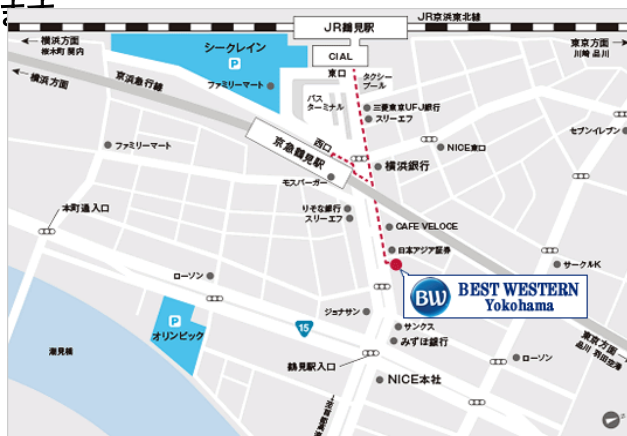 JR京浜東北線
JR鶴見駅
CIAL
東口
← 横浜方面
桜木町 関内
東京方面 →
川崎 品川
シークレイン
P
ファミリーマート
タクシー
プール
バス
ターミナル
横浜方面
京浜急行線
三菱東京UFJ銀行
スリーエフ
セブンイレブン
NICE東口
西口
京急鶴見駅
横浜銀行
ファミリーマート
モスバーガー
りそな銀行
スリーエフ
CAFE VELOCE
日本アジア証券
本町通入口
ローソン
サークルK
BW
BEST WESTERN
Yokohama
P
オリンピック
15
ジョナサン
サンクス
みずほ銀行
潮見橋
鶴見駅入口
ローソン
東京方面
品川 羽田空港
NICE本社